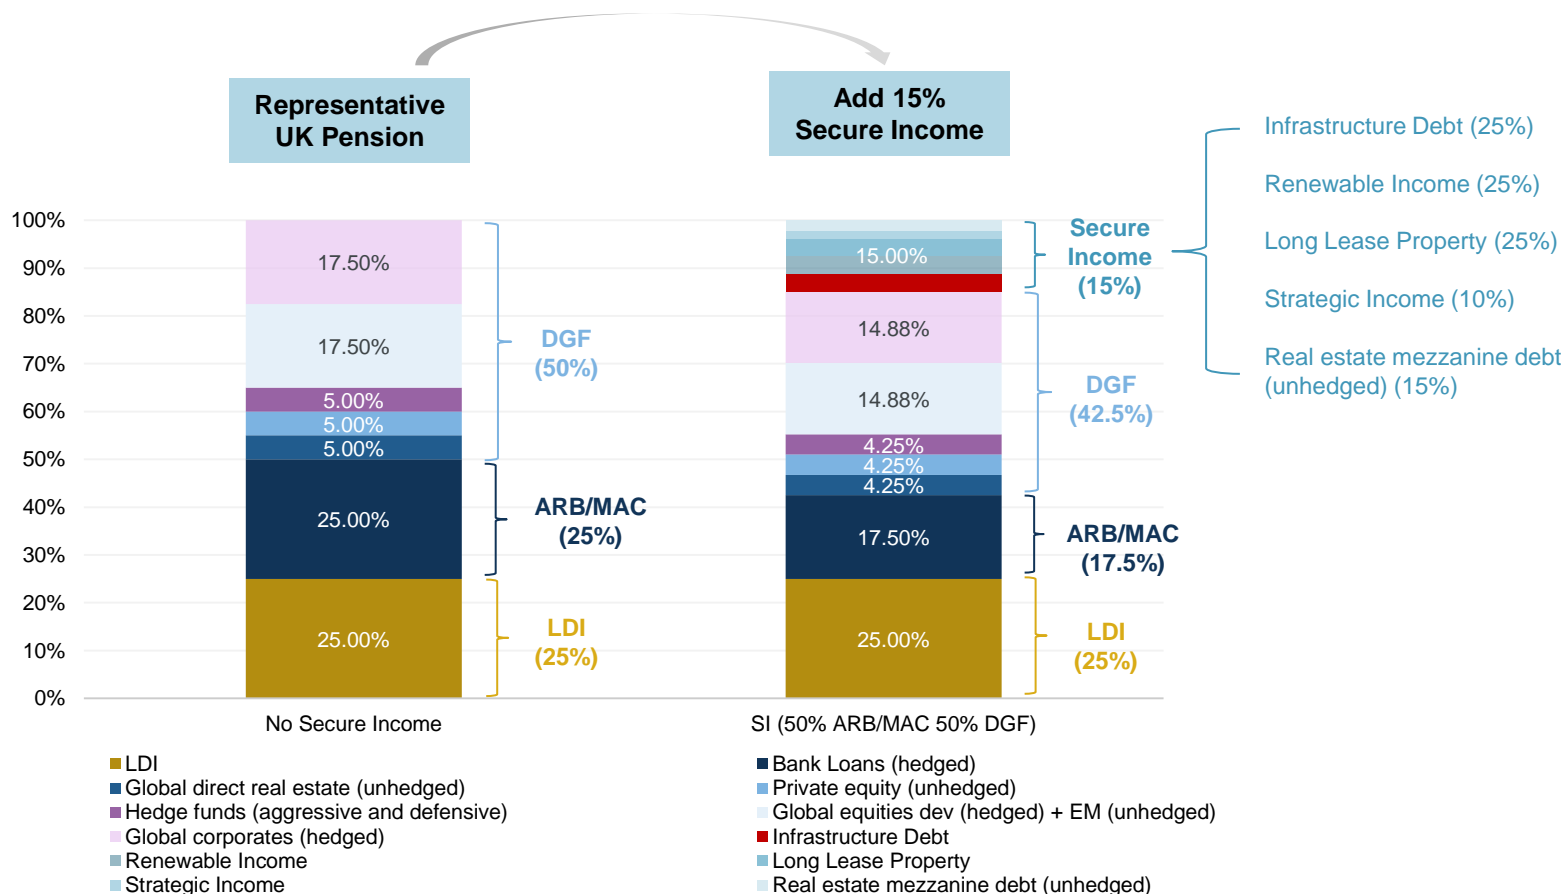 Representative
UK Pension
Add 15%
Secure Income
Infrastructure Debt (25%)
Renewable Income (25%)
Long Lease Property (25%)
Strategic Income (10%)
Real estate mezzanine debt
(unhedged) (15%)
100%
90%
80%
70%
60%
50%
40%
30%
20%
10%
0%
17.50%
17.50%
5.00%
5.00%
5.00%
25.00%
25.00%
DGF
(50%)
ARB/MAC
(25%)
LDI
(25%)
15.00%
14.88%
14.88%
4.25%
4.25%
4.25%
17.50%
25.00%
Secure
Income
(15%)
DGF
(42.5%)
ARB/MAC
(17.5%)
LDI
(25%)
No Secure Income
SI (50% ARB/MAC 50% DGF)
LDI
Bank Loans (hedged)
Global direct real estate (unhedged)
Private equity (unhedged)
Hedge funds (aggressive and defensive)
Global equities dev (hedged) + EM (unhedged)
Global corporates (hedged)
Infrastructure Debt
Renewable Income
Long Lease Property
Strategic Income
Real estate mezzanine debt (unhedged)